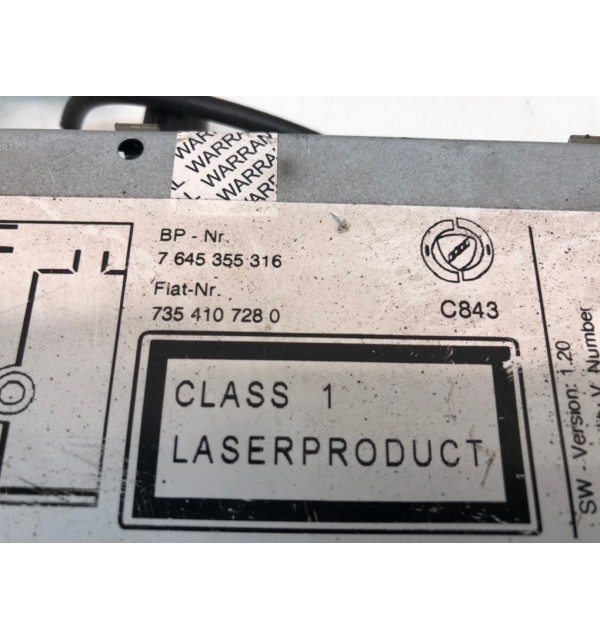 WARRA
WARRA
WARRAN
BP - Nr.
7 645 355 316
Fiat-Nr.
735 410 728 0
C843
CLASS 1
LASERPRODUCT
SW - Version: 1.20
V. Number